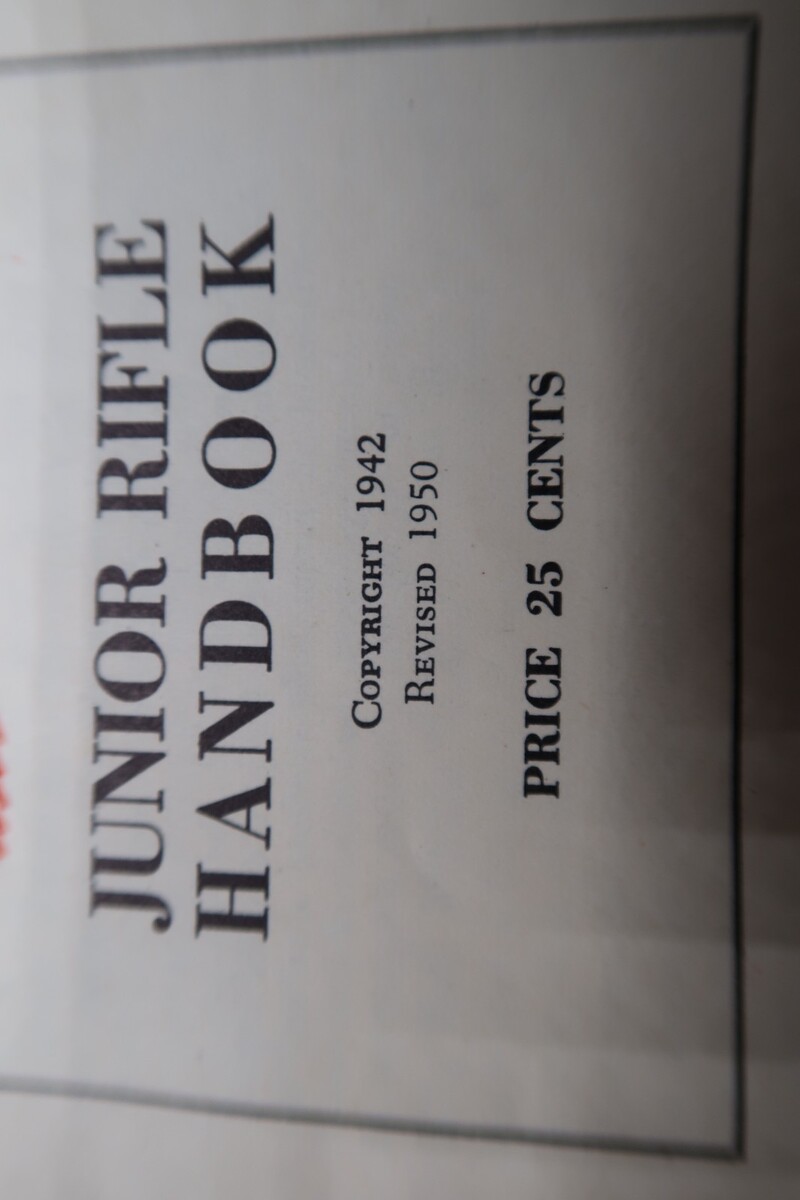 JUNIOR RIFLE
HANDBOOK
COPYRIGHT 1942
REVISED 1950
PRICE 25 CENTS